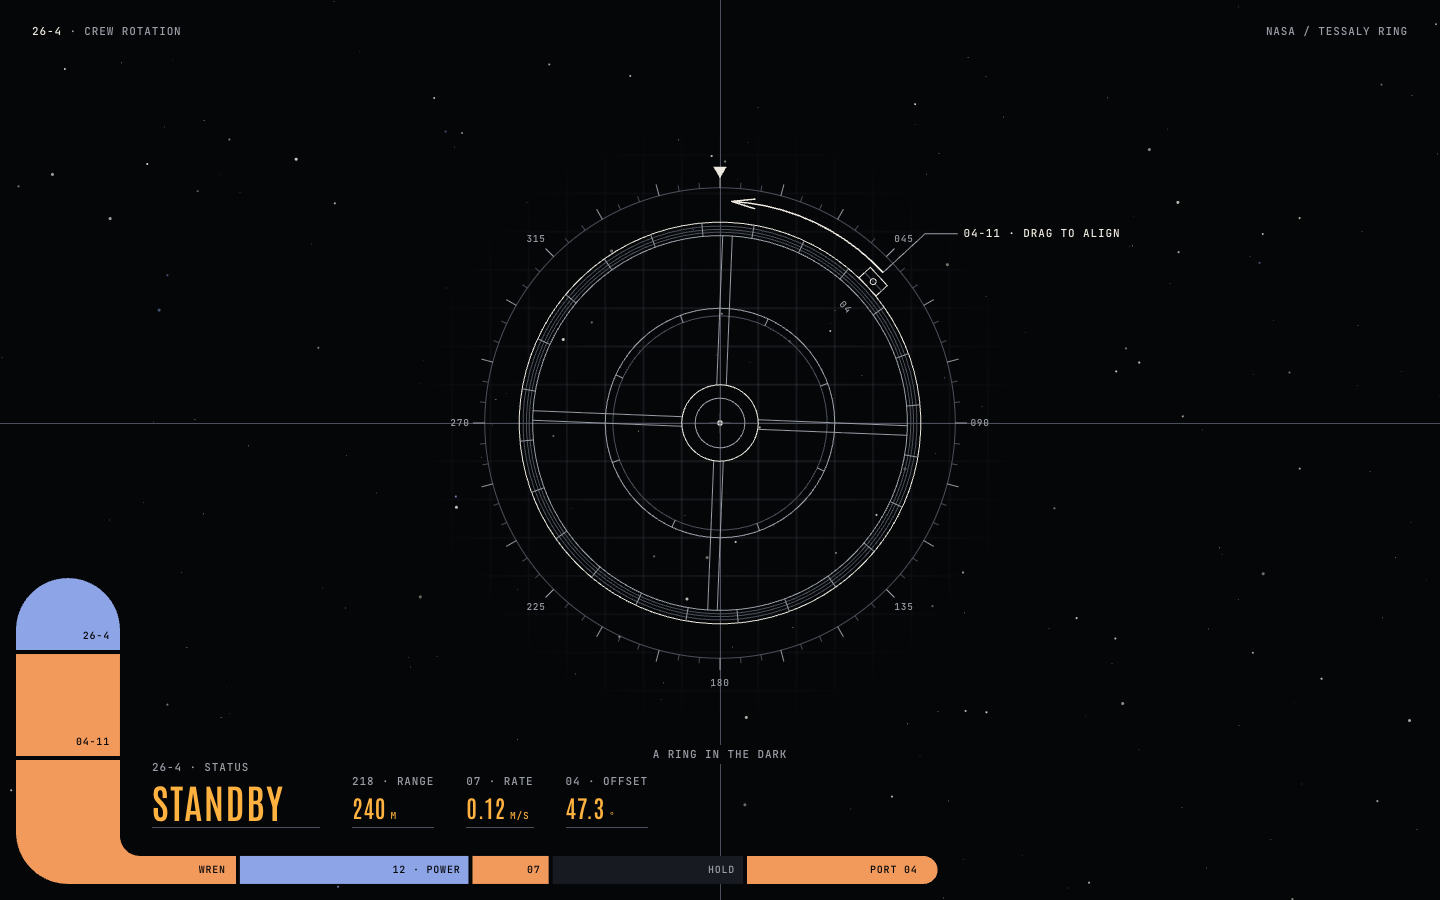 26-4 · CREW ROTATION
NASA / TESSALY RING
315
045
04-11 · DRAG TO ALIGN
04
270
090
225
135
180
A RING IN THE DARK
26-4
04-11
26-4 · STATUS
STANDBY
218 · RANGE
240 M
07 · RATE
0.12 M/S
04 · OFFSET
47.3 °
WREN
12 · POWER
07
HOLD
PORT 04